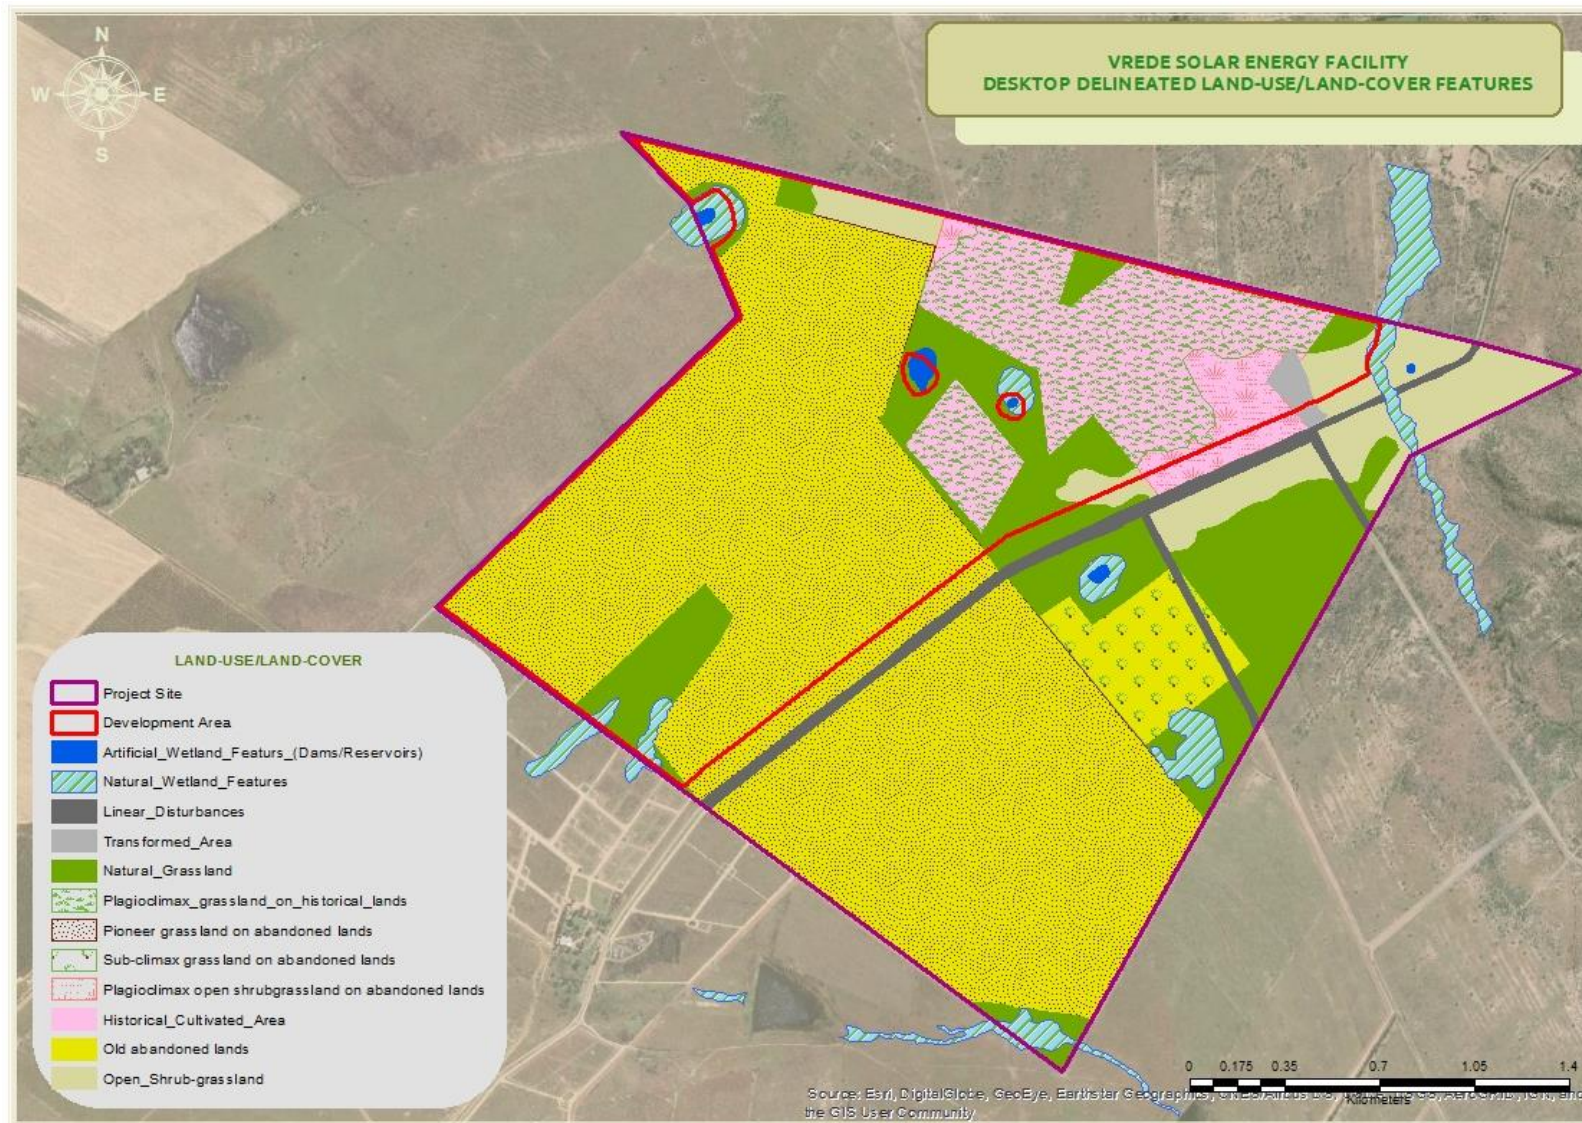 N
W E
S
VREDE SOLAR ENERGY FACILITY
DESKTOP DELINEATED LAND-USE/LAND-COVER FEATURES
LAND-USE/LAND-COVER
Project Site
Development Area
Artificial_Wetland_Featurs_(Dams/Reservoirs)
Natural_Wetland_Features
Linear_Disturbances
Transformed_Area
Natural_Grassland
Plagioclimax_grassland_on_historical_lands
Pioneer grassland on abandoned lands
Sub-climax grassland on abandoned lands
Plagioclimax open shrubgrassland on abandoned lands
Historical_Cultivated_Area
Old abandoned lands
Open_Shrub-grassland
0 0.175 0.35 0.7 1.05 1.4
Kilometers
Source: Esri, DigitalGlobe, GeoEye, Earthstar Geographics, and
the GIS User Community